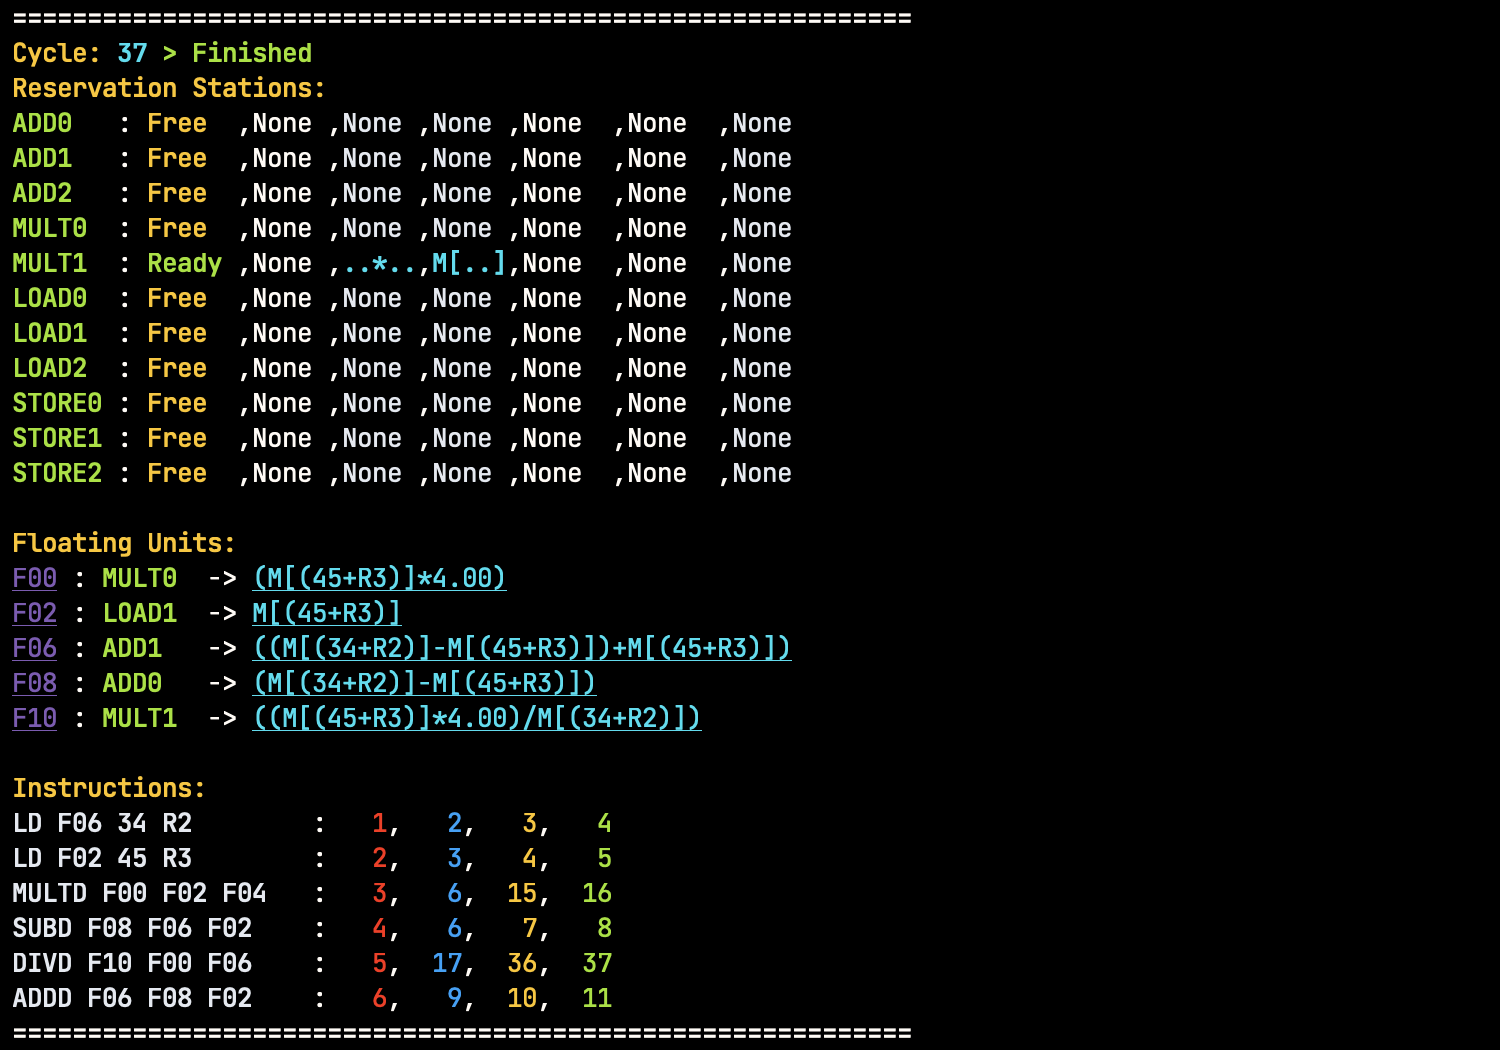 ============================================================
Cycle: 37 > Finished
Reservation Stations:
ADD0   : Free  ,None ,None ,None ,None  ,None  ,None
ADD1   : Free  ,None ,None ,None ,None  ,None  ,None
ADD2   : Free  ,None ,None ,None ,None  ,None  ,None
MULT0  : Free  ,None ,None ,None ,None  ,None  ,None
MULT1  : Ready ,None ,..*..,M[..],None  ,None  ,None
LOAD0  : Free  ,None ,None ,None ,None  ,None  ,None
LOAD1  : Free  ,None ,None ,None ,None  ,None  ,None
LOAD2  : Free  ,None ,None ,None ,None  ,None  ,None
STORE0 : Free  ,None ,None ,None ,None  ,None  ,None
STORE1 : Free  ,None ,None ,None ,None  ,None  ,None
STORE2 : Free  ,None ,None ,None ,None  ,None  ,None

Floating Units:
F00 : MULT0  -> (M[(45+R3)]*4.00)
F02 : LOAD1  -> M[(45+R3)]
F06 : ADD1   -> ((M[(34+R2)]-M[(45+R3)])+M[(45+R3)])
F08 : ADD0   -> (M[(34+R2)]-M[(45+R3)])
F10 : MULT1  -> ((M[(45+R3)]*4.00)/M[(34+R2)])

Instructions:
LD F06 34 R2        :   1,   2,   3,   4
LD F02 45 R3        :   2,   3,   4,   5
MULTD F00 F02 F04   :   3,   6,  15,  16
SUBD F08 F06 F02    :   4,   6,   7,   8
DIVD F10 F00 F06    :   5,  17,  36,  37
ADDD F06 F08 F02    :   6,   9,  10,  11
============================================================